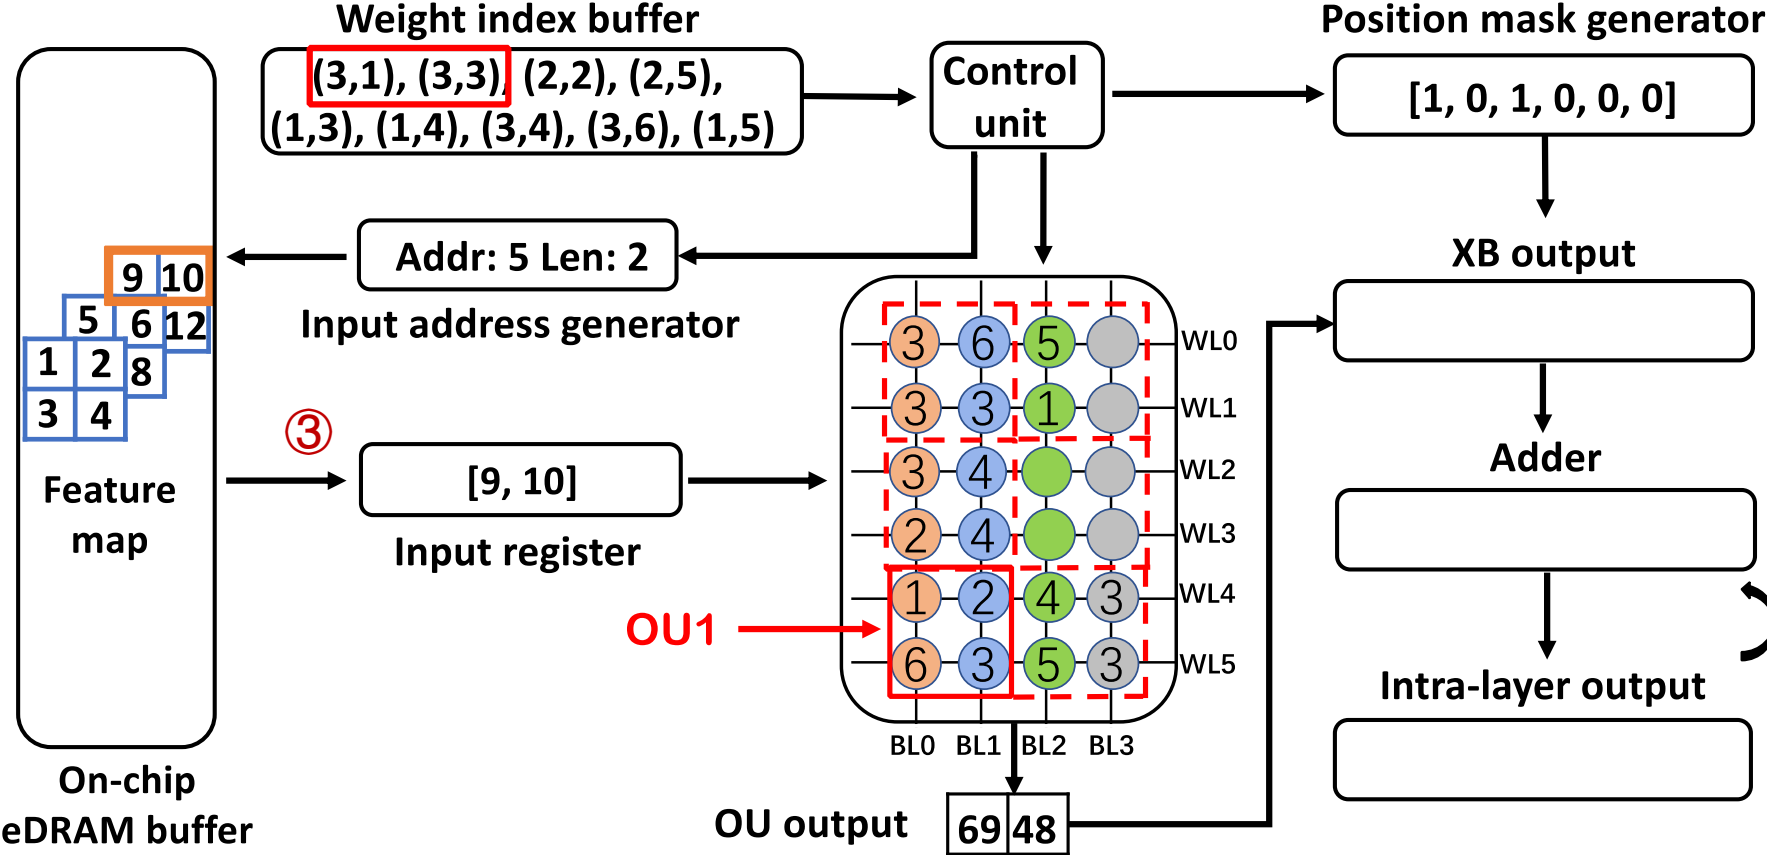 Weight index buffer
(3,1), (3,3), (2,2), (2,5),
(1,3), (1,4), (3,4), (3,6), (1,5)
Control
unit
Position mask generator
[1, 0, 1, 0, 0, 0]
Addr: 5 Len: 2
Input address generator
9 10
5 6 12
1 2 8
3 4
Feature
map
On-chip
eDRAM buffer
③
[9, 10]
Input register
3 6 5 WL0
3 3 1 WL1
3 4 WL2
2 4 WL3
1 2 4 3 WL4
6 3 5 3 WL5
BL0 BL1 BL2 BL3
OU1
OU output
69 48
XB output
Adder
Intra-layer output